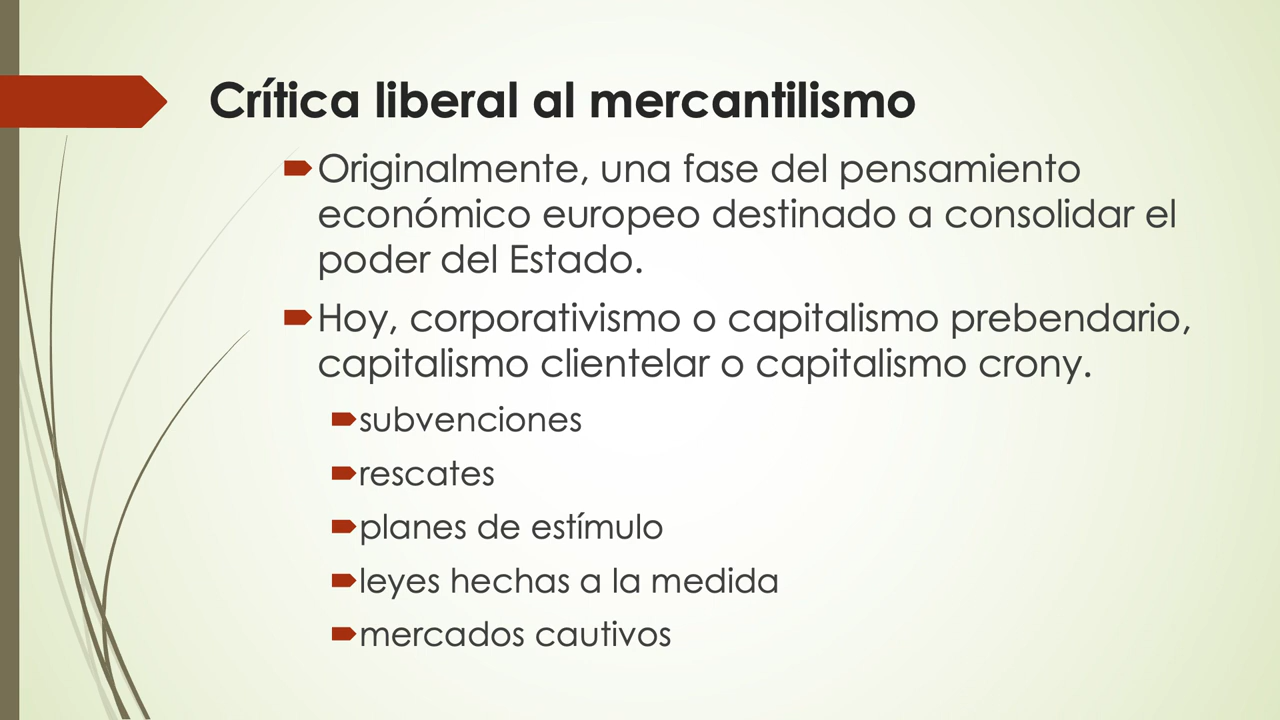 Crítica liberal al mercantilismo
Originalmente, una fase del pensamiento
económico europeo destinado a consolidar el
poder del Estado.
Hoy, corporativismo o capitalismo prebendario,
capitalismo clientelar o capitalismo crony.
subvenciones
rescates
planes de estímulo
leyes hechas a la medida
mercados cautivos